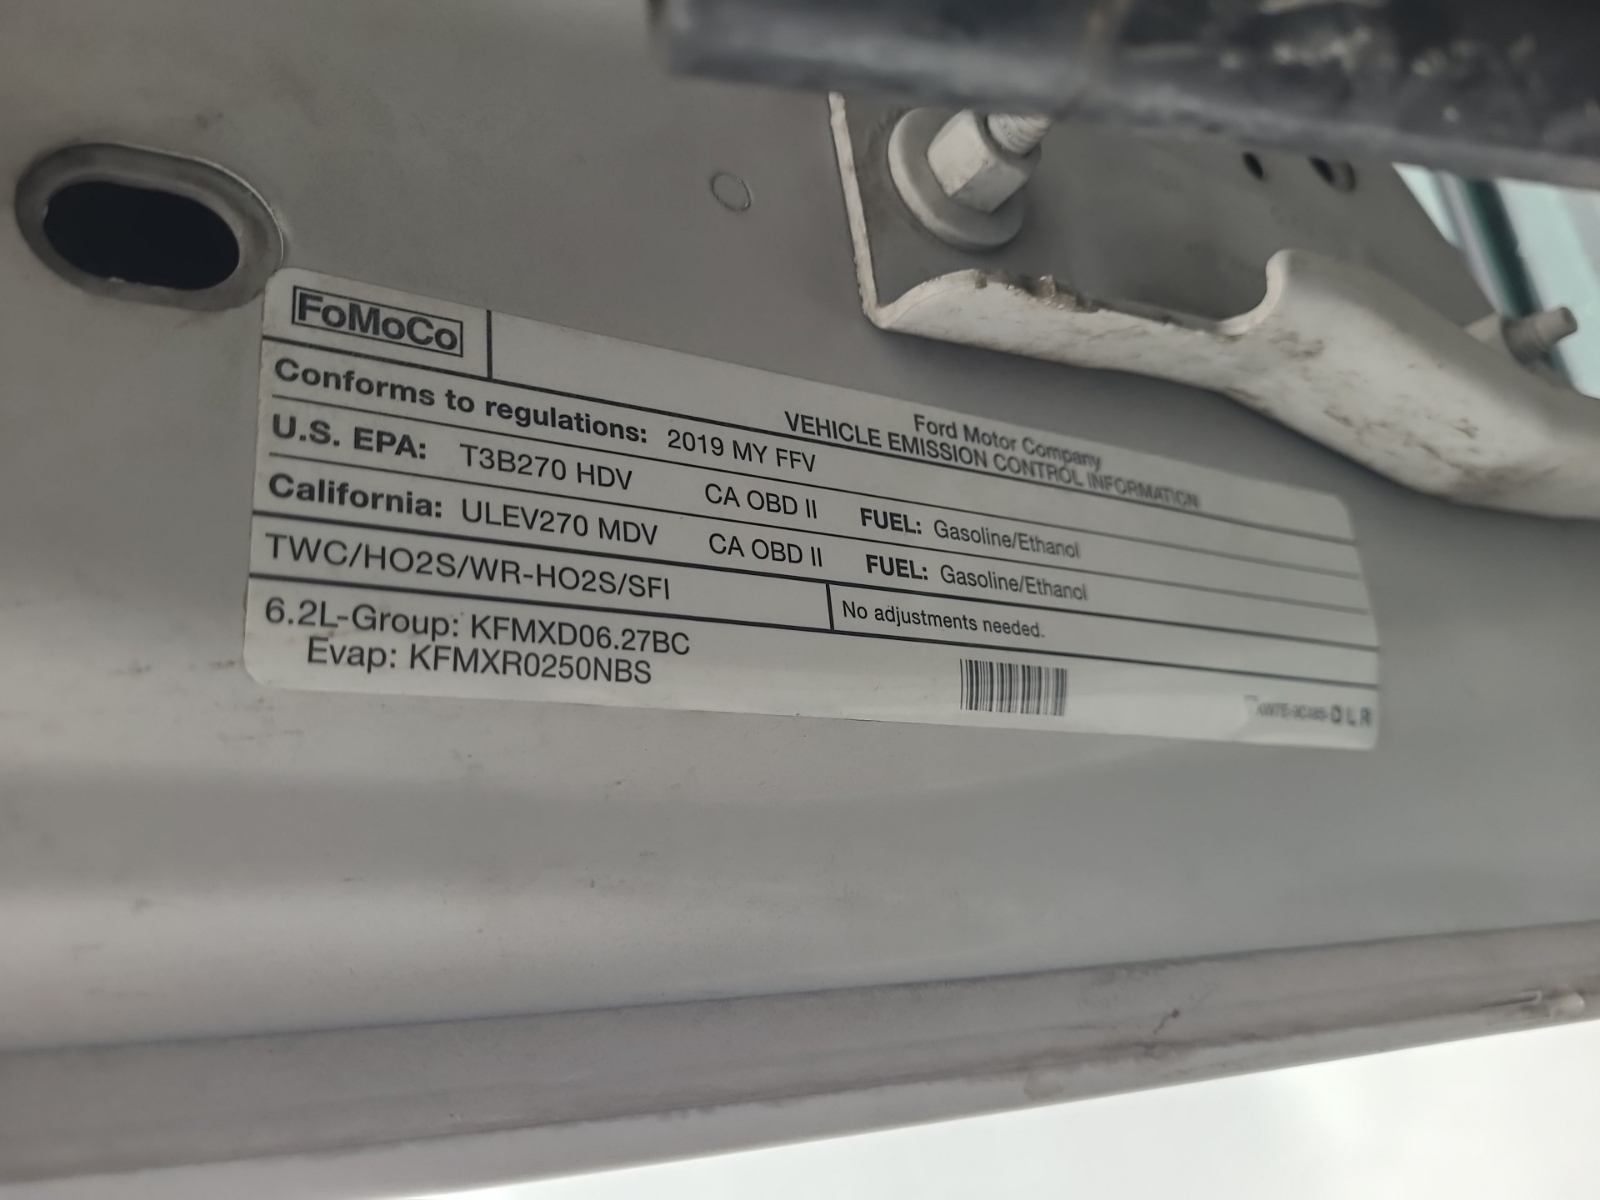 FoMoCo
Ford Motor Company
VEHICLE EMISSION CONTROL INFORMATION
Conforms to regulations: 2019 MY FFV
U.S. EPA: T3B270 HDV CA OBD II FUEL: Gasoline/Ethanol
California: ULEV270 MDV CA OBD II FUEL: Gasoline/Ethanol
TWC/HO2S/WR-HO2S/SFI
No adjustments needed.
6.2L-Group: KFMXD06.27BC
Evap: KFMXR0250NBS